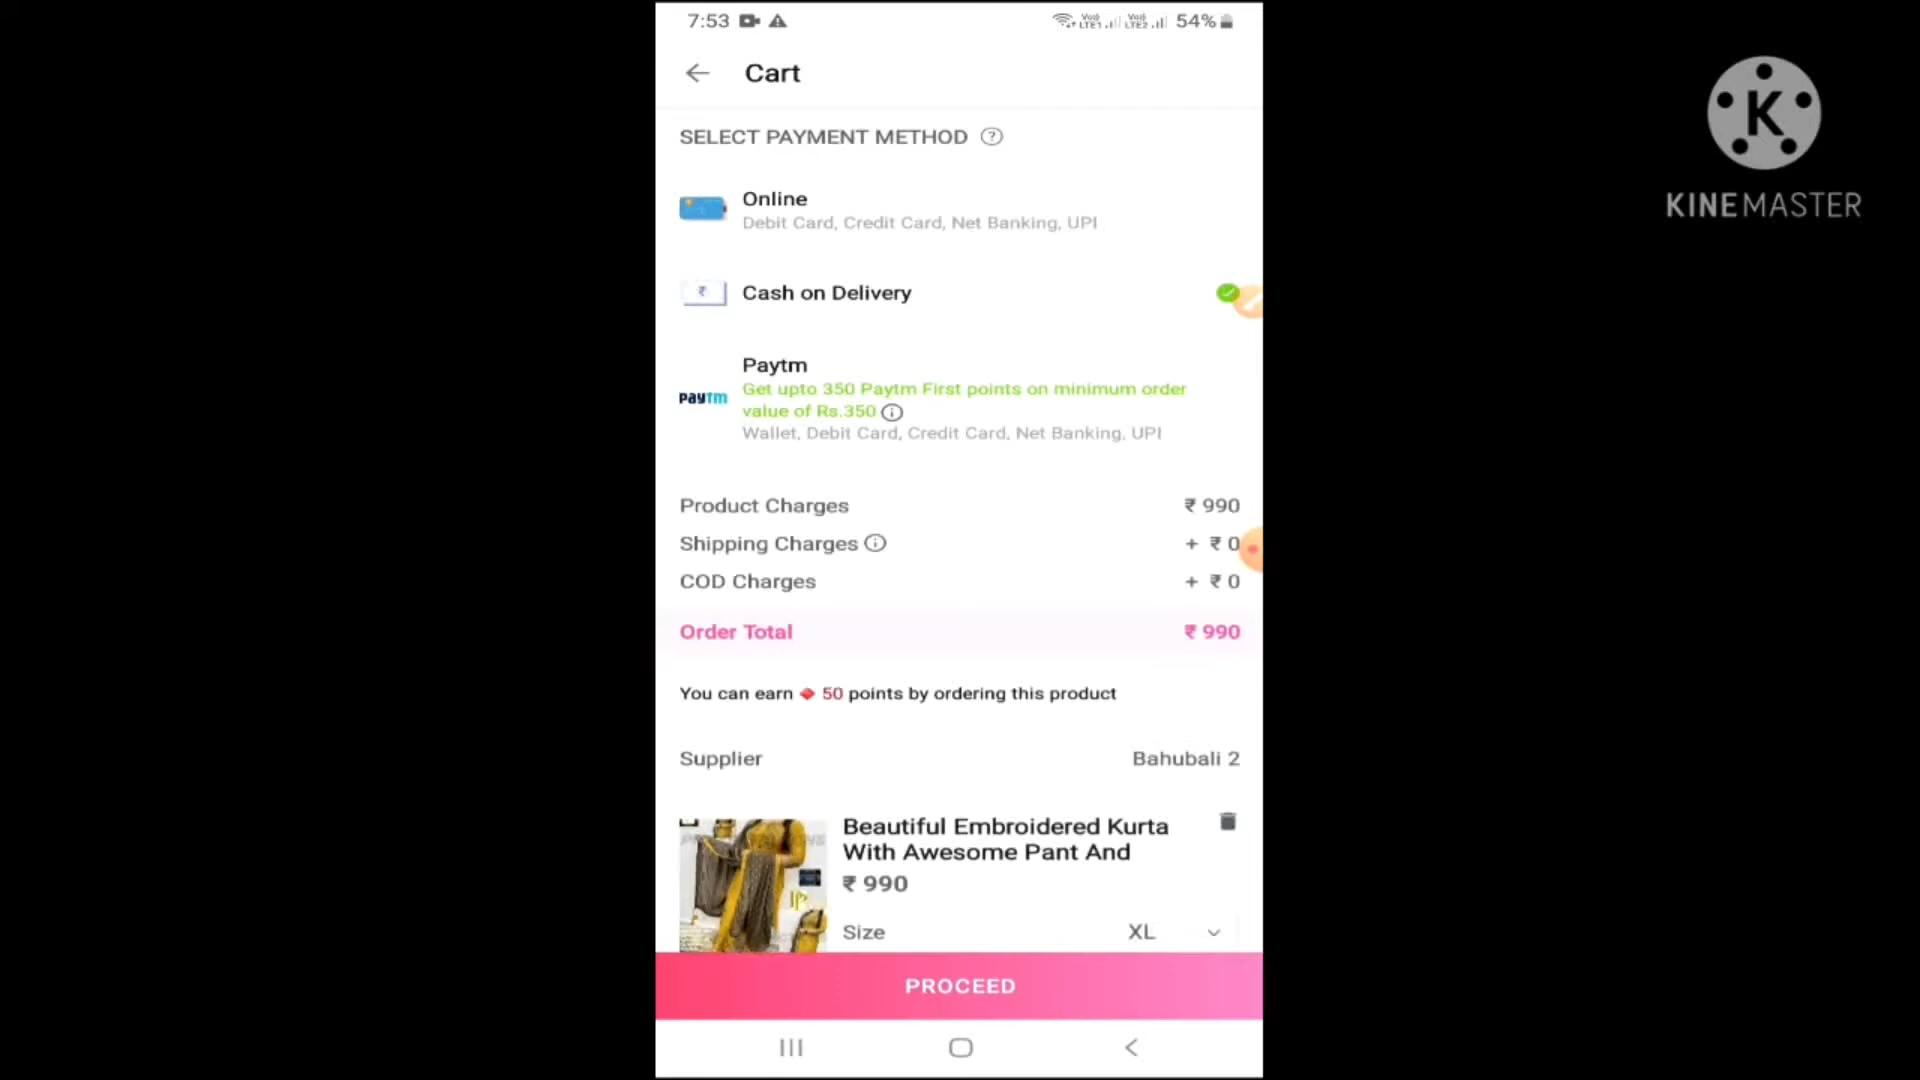 7:53
54%
Cart
KINEMASTER
SELECT PAYMENT METHOD
Online
Debit Card, Credit Card, Net Banking, UPI
₹
Cash on Delivery
Paytm
Get upto 350 Paytm First points on minimum order
paytm
value of Rs.350
Wallet, Debit Card, Credit Card, Net Banking, UPI
Product Charges ₹ 990
Shipping Charges + ₹ 0
COD Charges + ₹ 0
Order Total ₹ 990
You can earn 50 points by ordering this product
Supplier Bahubali 2
Beautiful Embroidered Kurta
With Awesome Pant And
₹ 990
Size XL
PROCEED